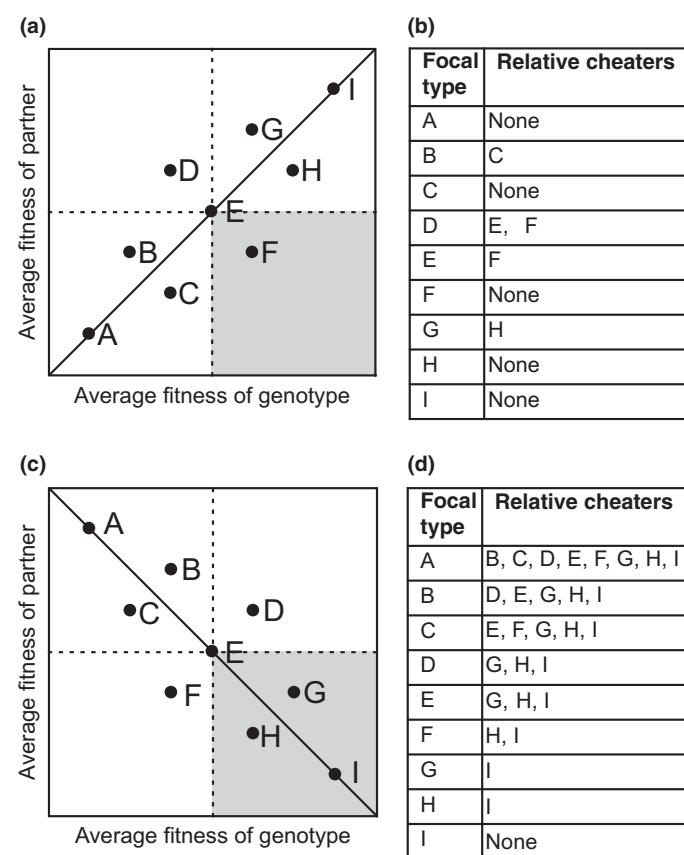 (a)
Average fitness of partner
A
B
C
D
E
F
G
H
I
Average fitness of genotype
(b)
Focal type Relative cheaters
A None
B C
C None
D E, F
E F
F None
G H
H None
I None
(c)
Average fitness of partner
A
B
C
D
E
F
G
H
I
Average fitness of genotype
(d)
Focal type Relative cheaters
A B, C, D, E, F, G, H, I
B D, E, G, H, I
C E, F, G, H, I
D G, H, I
E G, H, I
F H, I
G I
H I
I None